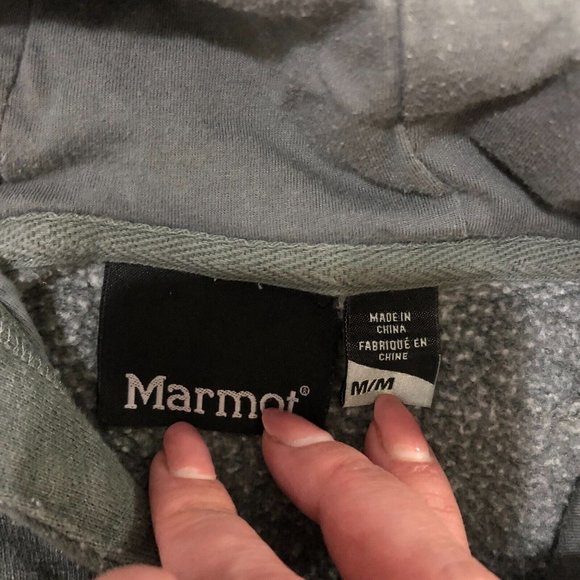 Marmot®
MADE IN
CHINA
FABRIQUÉ EN
CHINE
M/M